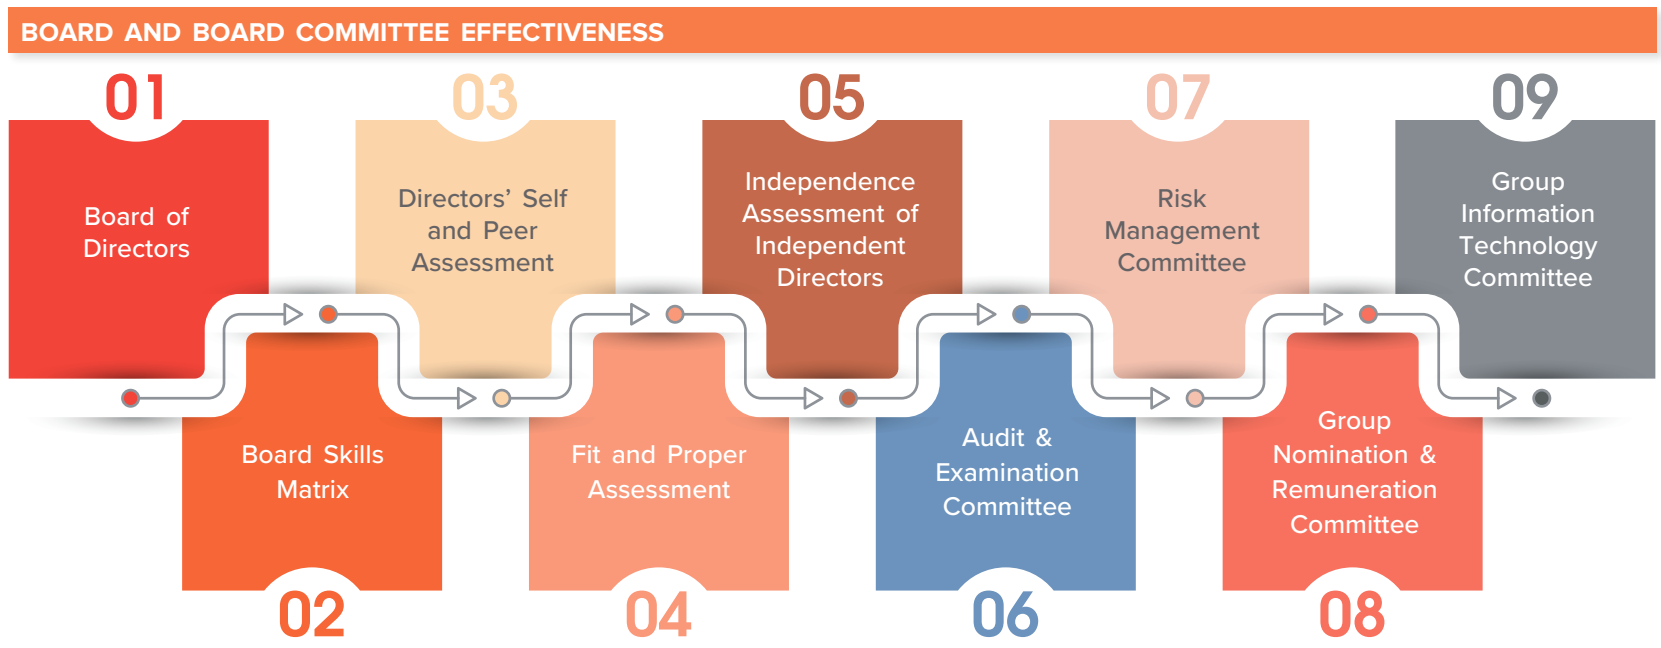 BOARD AND BOARD COMMITTEE EFFECTIVENESS
01
Board of
Directors
02
Board Skills
Matrix
03
Directors’ Self
and Peer
Assessment
04
Fit and Proper
Assessment
05
Independence
Assessment of
Independent
Directors
06
Audit &
Examination
Committee
07
Risk
Management
Committee
08
Group
Nomination &
Remuneration
Committee
09
Group
Information
Technology
Committee